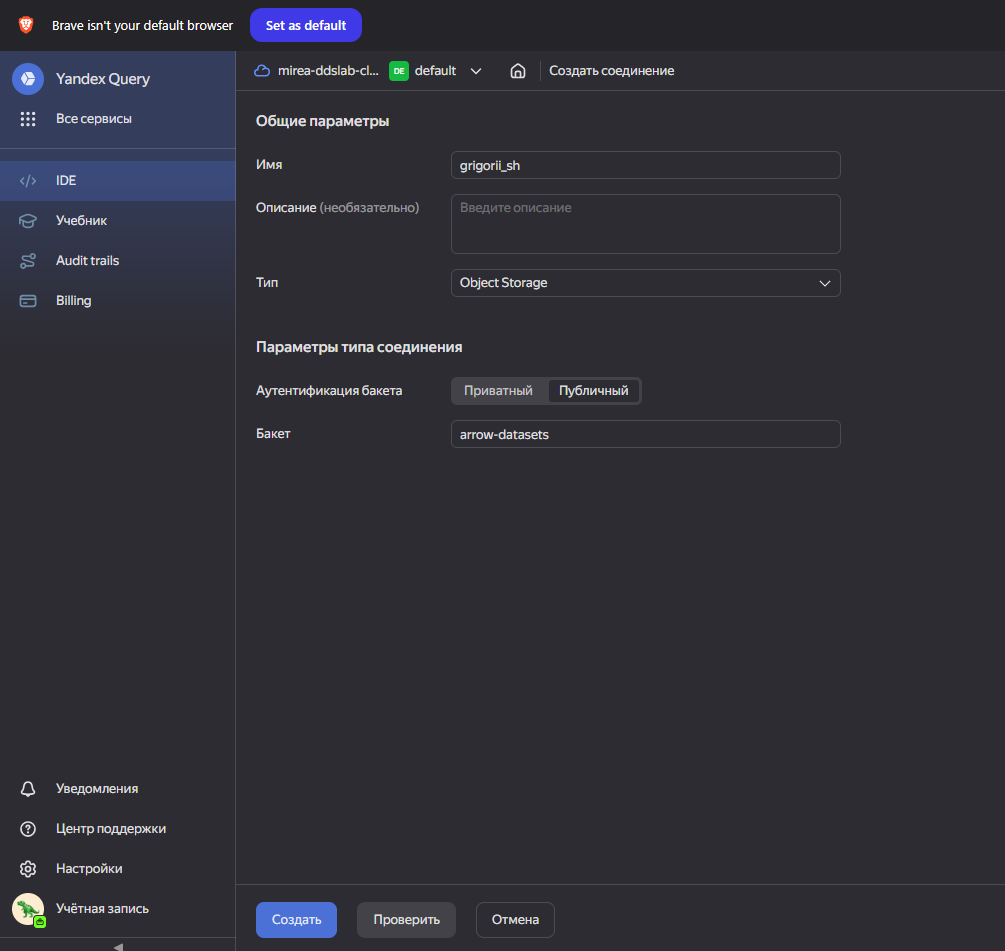 Brave isn't your default browser
Set as default
Yandex Query
Все сервисы
IDE
Учебник
Audit trails
Billing
Уведомления
Центр поддержки
Настройки
Учётная запись
mirea-ddslab-cl... DE default
Создать соединение
Общие параметры
Имя
grigorii_sh
Описание (необязательно)
Введите описание
Тип
Object Storage
Параметры типа соединения
Аутентификация бакета
Приватный
Публичный
Бакет
arrow-datasets
Создать
Проверить
Отмена